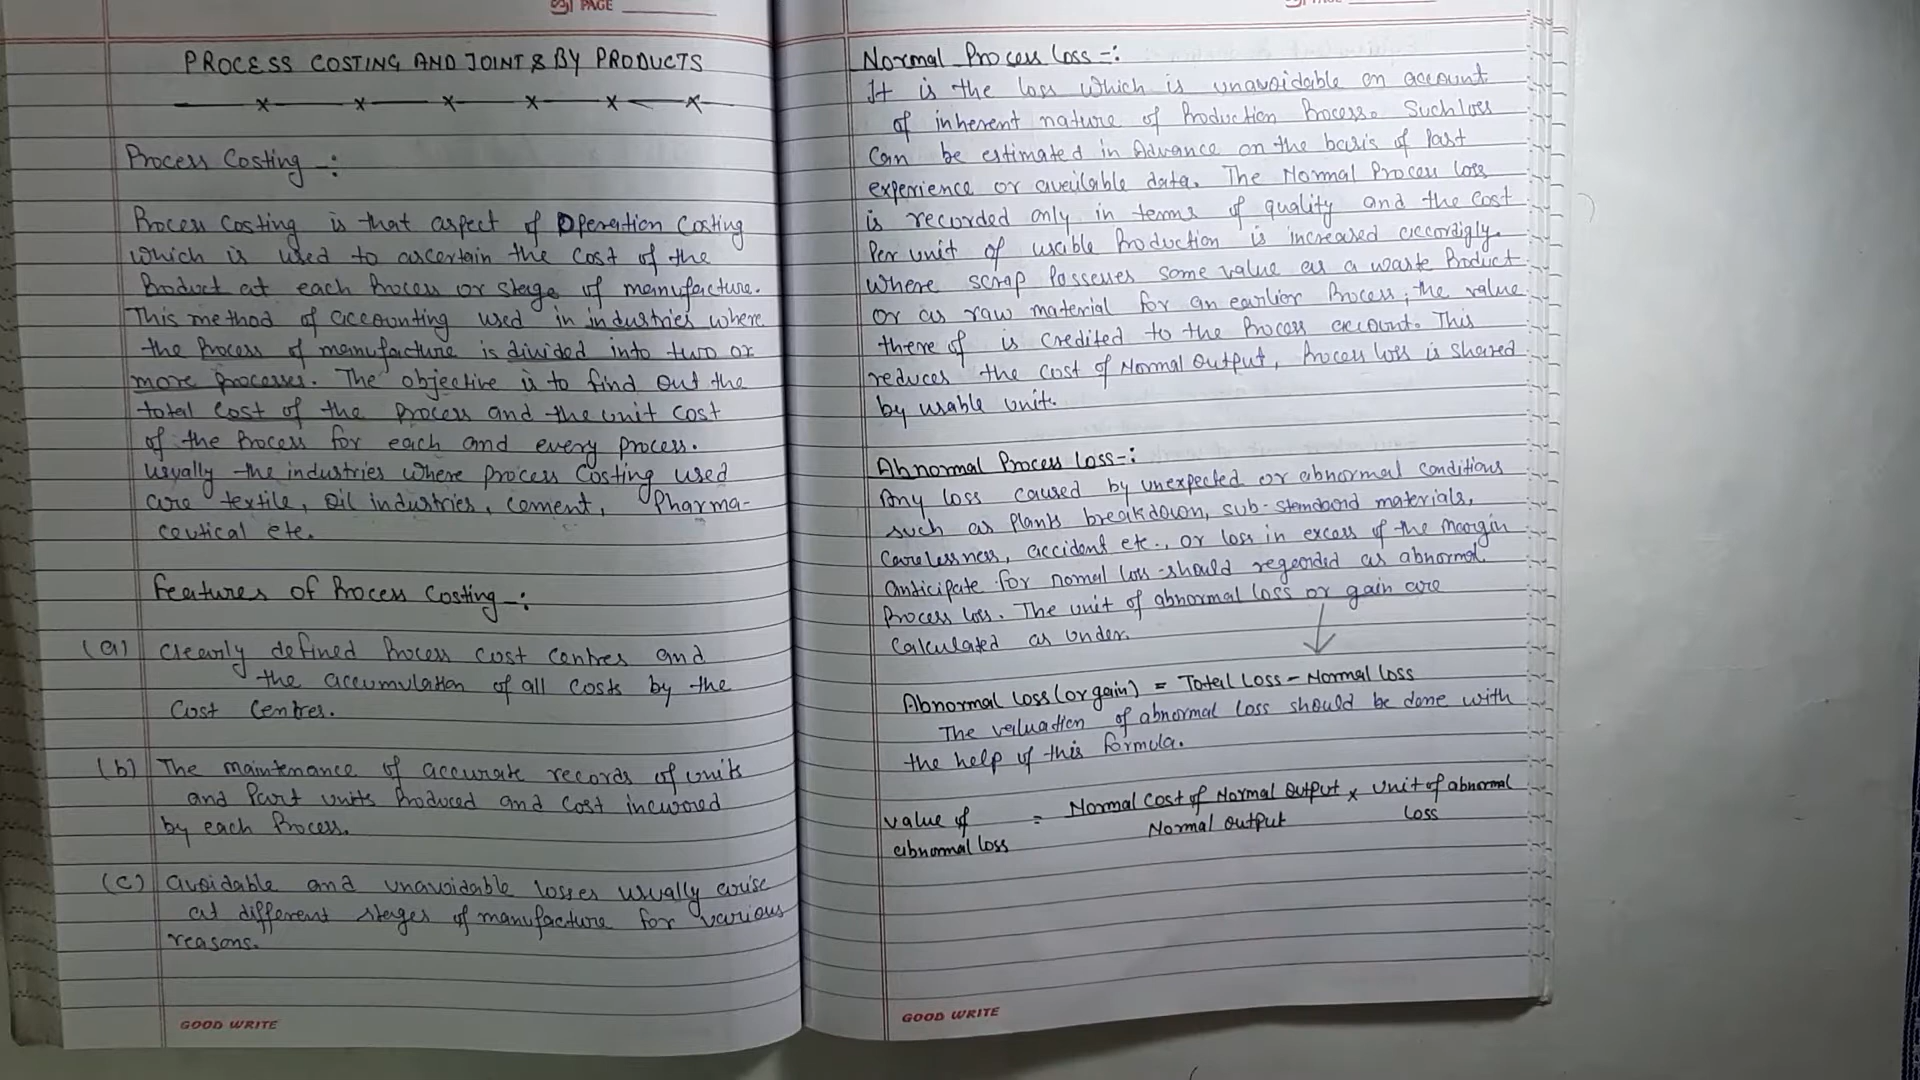 PAGE
PROCESS COSTING AND JOINT & BY PRODUCTS
Process Costing -:
Process Costing is that aspect of Operation Costing
which is used to ascertain the cost of the
Product at each Process or stage of manufacture.
This method of accounting used in industries where
the Process of manufacture is divided into two or
more processes. The objective is to find out the
total cost of the process and the unit cost
of the Process for each and every process.
Usually the industries where process Costing used
are textile, oil industries, cement, Pharma-
ceutical etc.
Features of Process Costing -:
(a) Clearly defined Process cost centres and
the accumulation of all costs by the
Cost Centres.
(b) The maintenance of accurate records of units
and Part units Produced and cost incurred
by each Process.
(c) avoidable and unavoidable losses usually arise
at different stages of manufacture for various
reasons.
GOOD WRITE
Normal Process Loss -:
It is the loss which is unavoidable on account
of inherent nature of Production Process. Such loss
Can be estimated in Advance on the basis of Past
experience or available data. The Normal Process loss
is recorded only in terms of quality and the cost
Per unit of usable Production is increased accordigly.
Where scrap Possesses some value as a waste Product
or as raw material for an earlier Process, the value
there of is credited to the Process account. This
reduces the cost of Normal Output, Process loss is shared
by usable unit.
Abnormal Process Loss -:
Any loss caused by unexpected or abnormal conditions
such as Plants breakdown, sub-standard materials,
Carelessness, accident etc., or loss in excess of the margin
anticipate for normal loss should regarded as abnormal
Process loss. The unit of abnormal loss or gain are
Calculated as under.
Abnormal loss (or gain) = Total Loss - Normal loss
The valuation of abnormal loss should be done with
the help of this formula.
Value of abnormal loss = Normal Cost of Normal Output / Normal Output × Unit of abnormal Loss
GOOD WRITE